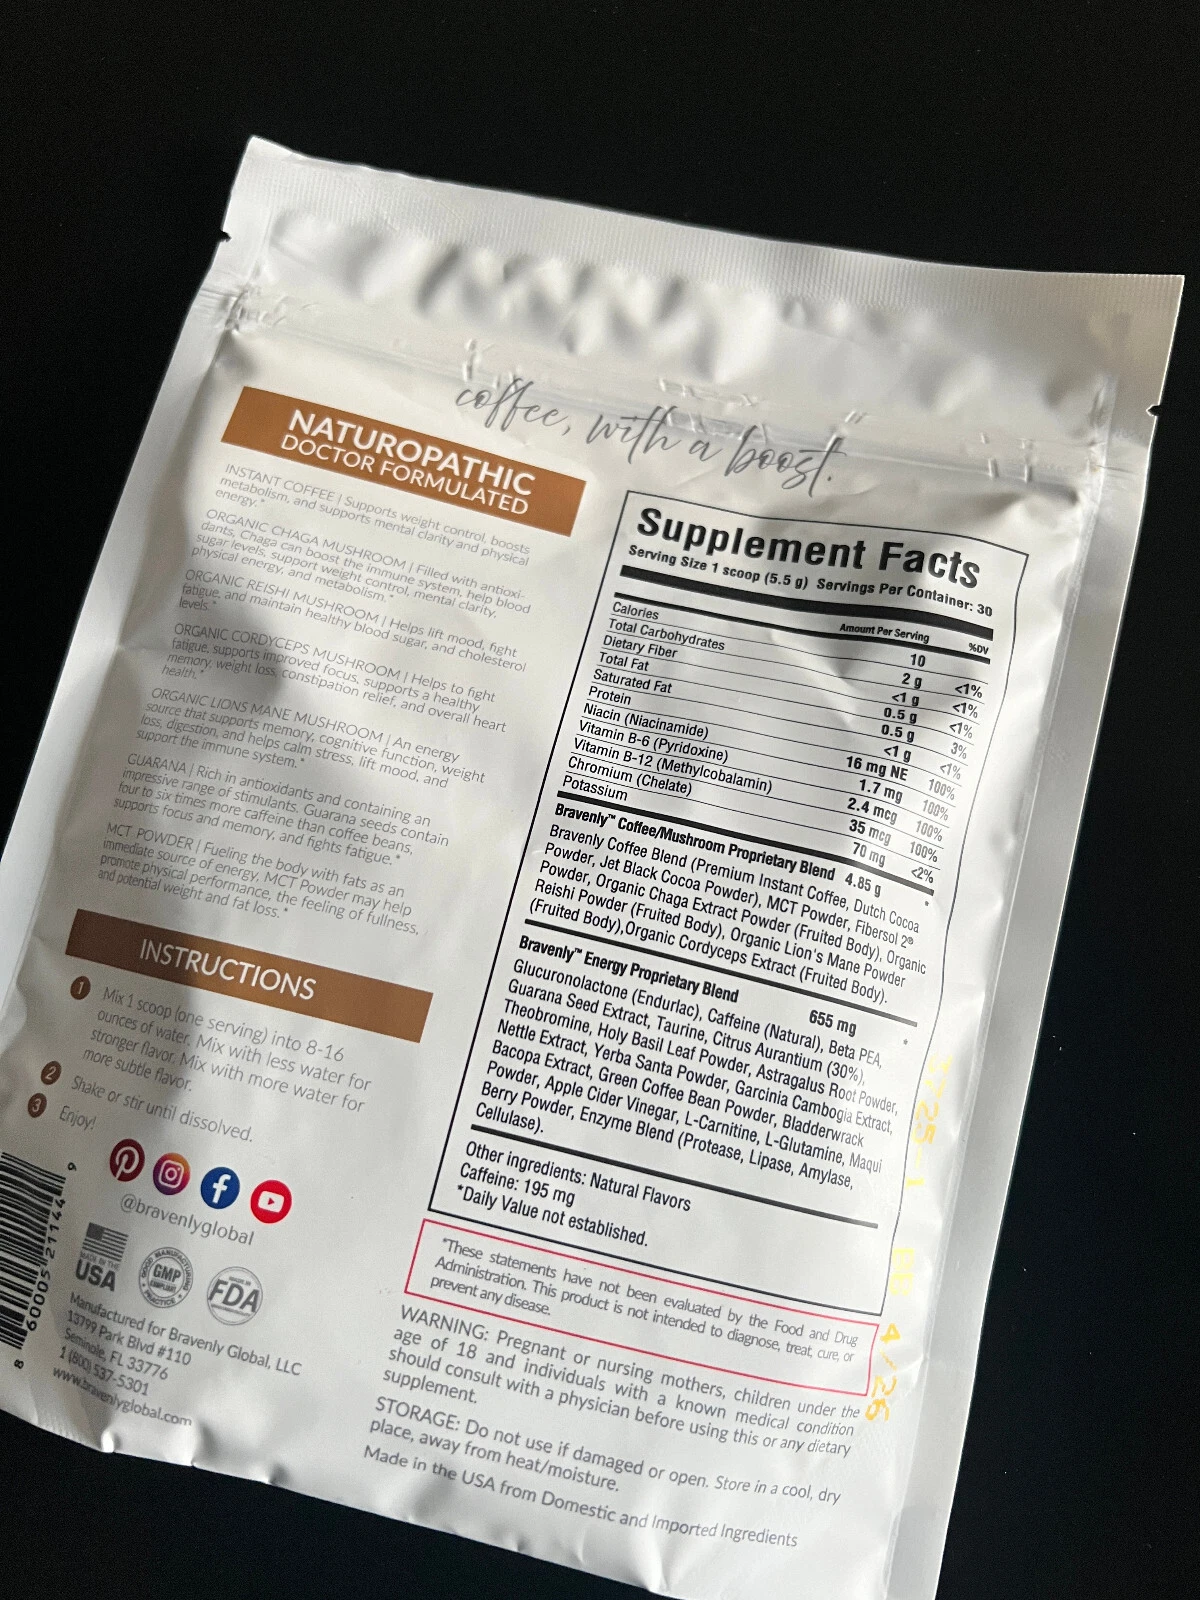 coffee, with a boost.
NATUROPATHIC
DOCTOR FORMULATED
INSTANT COFFEE | Supports weight control, boosts
metabolism, and supports mental clarity and physical
energy.*
ORGANIC CHAGA MUSHROOM | Filled with antioxi-
dants, Chaga can boost the immune system, help blood
sugar levels, support weight control, mental clarity,
physical energy, and metabolism.*
ORGANIC REISHI MUSHROOM | Helps lift mood, fight
fatigue, and maintain healthy blood sugar, and cholesterol
levels.*
ORGANIC CORDYCEPS MUSHROOM | Helps to fight
fatigue, supports improved focus, supports a healthy
memory, weight loss, constipation relief, and overall heart
health.*
ORGANIC LIONS MANE MUSHROOM | An energy
source that supports memory, cognitive function, weight
loss, digestion, and helps calm stress, lift mood, and
support the immune system.*
GUARANA | Rich in antioxidants and containing an
impressive range of stimulants, Guarana seeds contain
four to six times more caffeine than coffee beans,
supports focus and memory, and fights fatigue.*
MCT POWDER | Fueling the body with fats as an
immediate source of energy, MCT Powder may help
promote physical performance, the feeling of fullness,
and potential weight and fat loss.*
INSTRUCTIONS
1 Mix 1 scoop (one serving) into 8-16
ounces of water. Mix with less water for
stronger flavor. Mix with more water for
more subtle flavor.
2 Shake or stir until dissolved.
3 Enjoy!
@bravenlyglobal
MADE IN THE
USA
GOOD MANUFACTURING
GMP
COMPLIANT
PRACTICE
FDA
8 60005 21144 9
Manufactured for Bravenly Global, LLC
13799 Park Blvd #110
Seminole, FL 33776
1 (800) 537-5301
www.bravenlyglobal.com
Supplement Facts
Serving Size 1 scoop (5.5 g) Servings Per Container: 30
Amount Per Serving %DV
Calories 10
Total Carbohydrates 2 g <1%
Dietary Fiber <1 g <1%
Total Fat 0.5 g <1%
Saturated Fat 0.5 g 3%
Protein <1 g <1%
Niacin (Niacinamide) 16 mg NE 100%
Vitamin B-6 (Pyridoxine) 1.7 mg 100%
Vitamin B-12 (Methylcobalamin) 2.4 mcg 100%
Chromium (Chelate) 35 mcg 100%
Potassium 70 mg <2%
Bravenly™ Coffee/Mushroom Proprietary Blend 4.85 g *
Bravenly Coffee Blend (Premium Instant Coffee, Dutch Cocoa
Powder, Jet Black Cocoa Powder), MCT Powder, Fibersol 2®
Powder, Organic Chaga Extract Powder (Fruited Body), Organic
Reishi Powder (Fruited Body), Organic Lion's Mane Powder
(Fruited Body),Organic Cordyceps Extract (Fruited Body).
Bravenly™ Energy Proprietary Blend 655 mg *
Glucuronolactone (Endurlac), Caffeine (Natural), Beta PEA,
Guarana Seed Extract, Taurine, Citrus Aurantium (30%),
Theobromine, Holy Basil Leaf Powder, Astragalus Root Powder,
Nettle Extract, Yerba Santa Powder, Garcinia Cambogia Extract,
Bacopa Extract, Green Coffee Bean Powder, Bladderwrack
Powder, Apple Cider Vinegar, L-Carnitine, L-Glutamine, Maqui
Berry Powder, Enzyme Blend (Protease, Lipase, Amylase,
Cellulase).
Other ingredients: Natural Flavors
Caffeine: 195 mg
*Daily Value not established.
*These statements have not been evaluated by the Food and Drug
Administration. This product is not intended to diagnose, treat, cure, or
prevent any disease.
WARNING: Pregnant or nursing mothers, children under the
age of 18 and individuals with a known medical condition
should consult with a physician before using this or any dietary
supplement.
STORAGE: Do not use if damaged or open. Store in a cool, dry
place, away from heat/moisture.
Made in the USA from Domestic and Imported Ingredients